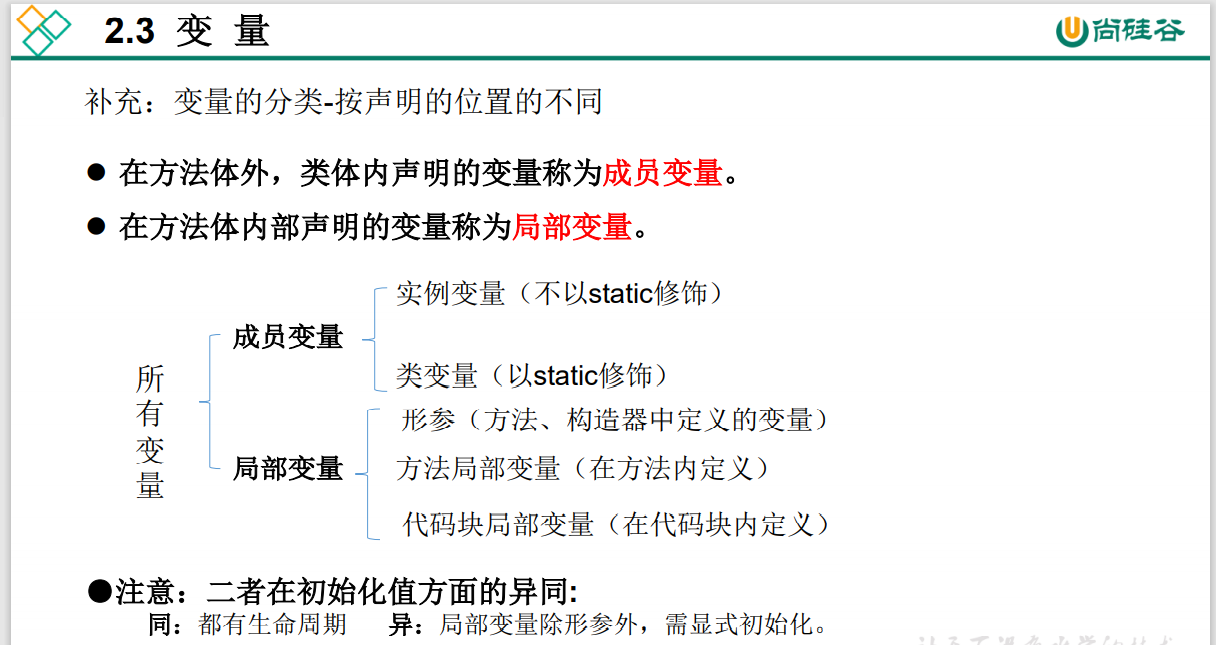 2.3 变 量
尚硅谷
补充：变量的分类-按声明的位置的不同
● 在方法体外，类体内声明的变量称为成员变量。
● 在方法体内部声明的变量称为局部变量。
所有变量
成员变量
实例变量（不以static修饰）
类变量（以static修饰）
局部变量
形参（方法、构造器中定义的变量）
方法局部变量（在方法内定义）
代码块局部变量（在代码块内定义）
●注意：二者在初始化值方面的异同:
同：都有生命周期 异：局部变量除形参外，需显式初始化。